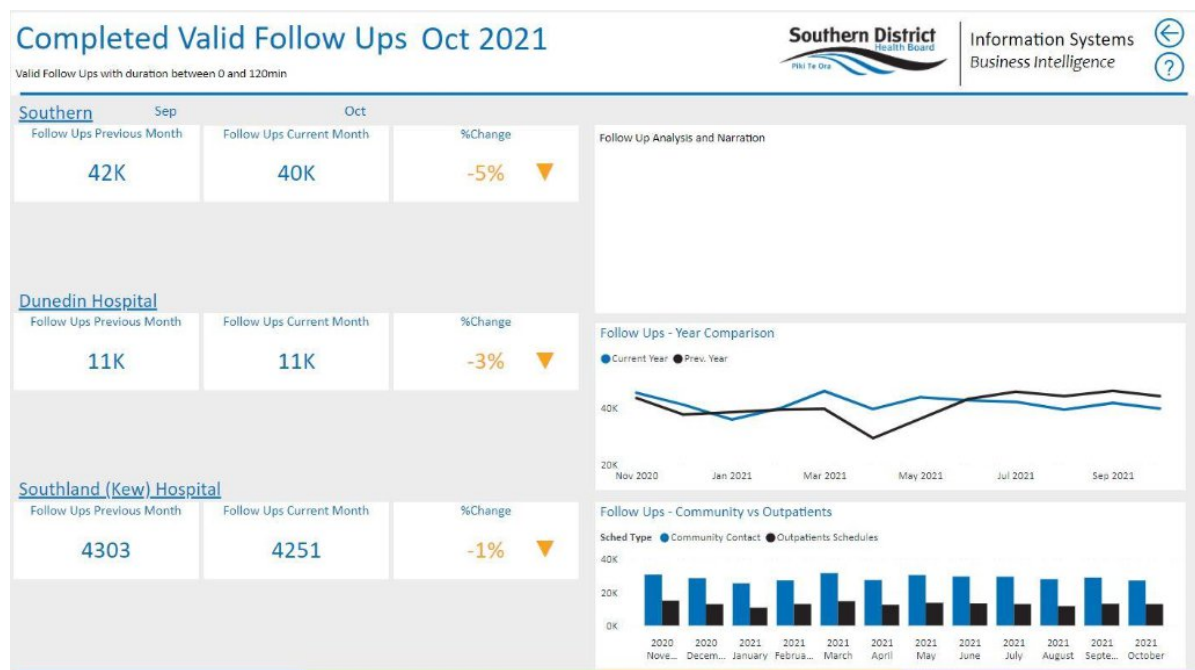 Completed Valid Follow Ups Oct 2021
Valid Follow Ups with duration between 0 and 120min
Southern District
Health Board
Piki Te Ora
Information Systems
Business Intelligence
?
Southern Sep Oct
Follow Ups Previous Month Follow Ups Current Month %Change
42K 40K -5%
Dunedin Hospital
Follow Ups Previous Month Follow Ups Current Month %Change
11K 11K -3%
Southland (Kew) Hospital
Follow Ups Previous Month Follow Ups Current Month %Change
4303 4251 -1%
Follow Up Analysis and Narration
Follow Ups - Year Comparison
Current Year Prev. Year
40K
20K
Nov 2020 Jan 2021 Mar 2021 May 2021 Jul 2021 Sep 2021
Follow Ups - Community vs Outpatients
Sched Type Community Contact Outpatients Schedules
40K
20K
0K
2020 2020 2021 2021 2021 2021 2021 2021 2021 2021 2021 2021
Nove... Decem... January Februa... March April May June July August Septe... October